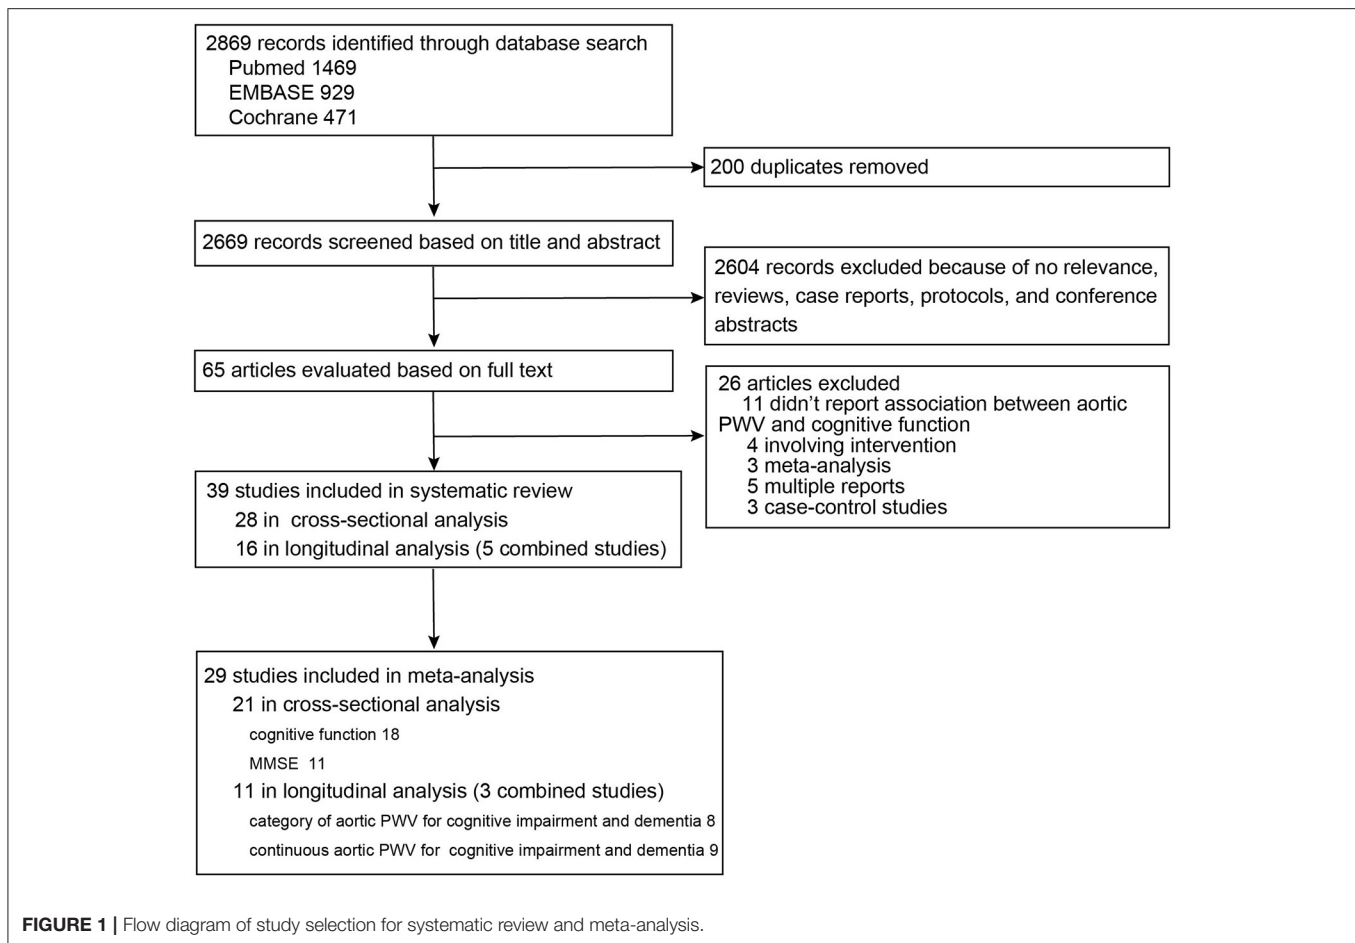 2869 records identified through database search
Pubmed 1469
EMBASE 929
Cochrane 471
200 duplicates removed
2669 records screened based on title and abstract
2604 records excluded because of no relevance,
reviews, case reports, protocols, and conference
abstracts
65 articles evaluated based on full text
26 articles excluded
11 didn't report association between aortic
PWV and cognitive function
4 involving intervention
3 meta-analysis
5 multiple reports
3 case-control studies
39 studies included in systematic review
28 in cross-sectional analysis
16 in longitudinal analysis (5 combined studies)
29 studies included in meta-analysis
21 in cross-sectional analysis
cognitive function 18
MMSE 11
11 in longitudinal analysis (3 combined studies)
category of aortic PWV for cognitive impairment and dementia 8
continuous aortic PWV for cognitive impairment and dementia 9
FIGURE 1 | Flow diagram of study selection for systematic review and meta-analysis.